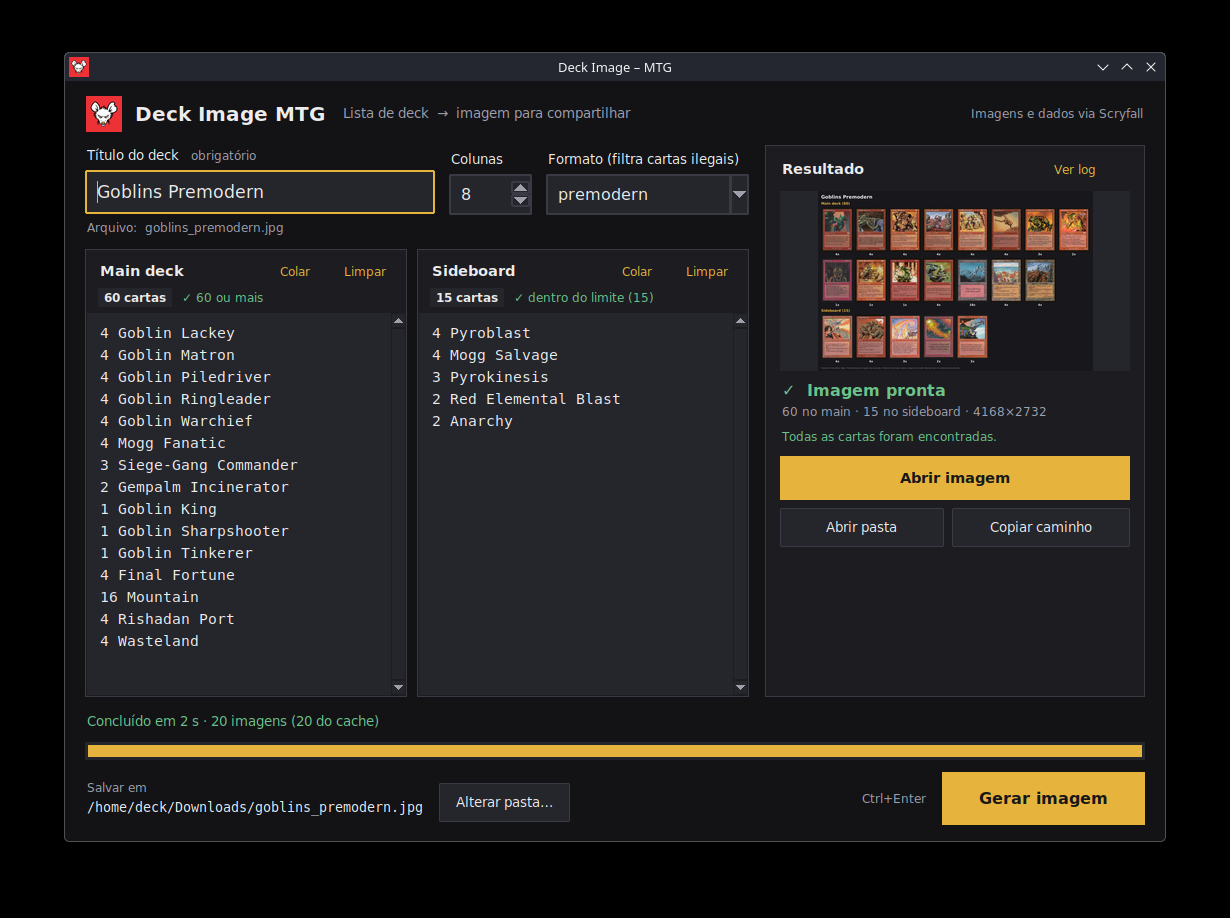 Deck Image – MTG
Deck Image MTG
Lista de deck → imagem para compartilhar
Imagens e dados via Scryfall
Título do deck obrigatório
Goblins Premodern
Arquivo: goblins_premodern.jpg
Colunas
8
Formato (filtra cartas ilegais)
premodern
Main deck
Colar
Limpar
60 cartas
✓ 60 ou mais
4 Goblin Lackey
4 Goblin Matron
4 Goblin Piledriver
4 Goblin Ringleader
4 Goblin Warchief
4 Mogg Fanatic
3 Siege-Gang Commander
2 Gempalm Incinerator
1 Goblin King
1 Goblin Sharpshooter
1 Goblin Tinkerer
4 Final Fortune
16 Mountain
4 Rishadan Port
4 Wasteland
Sideboard
Colar
Limpar
15 cartas
✓ dentro do limite (15)
4 Pyroblast
4 Mogg Salvage
3 Pyrokinesis
2 Red Elemental Blast
2 Anarchy
Resultado
Ver log
Goblins Premodern
Main deck (60)
Sideboard (15)
✓ Imagem pronta
60 no main · 15 no sideboard · 4168×2732
Todas as cartas foram encontradas.
Abrir imagem
Abrir pasta
Copiar caminho
Concluído em 2 s · 20 imagens (20 do cache)
Salvar em
/home/deck/Downloads/goblins_premodern.jpg
Alterar pasta...
Ctrl+Enter
Gerar imagem